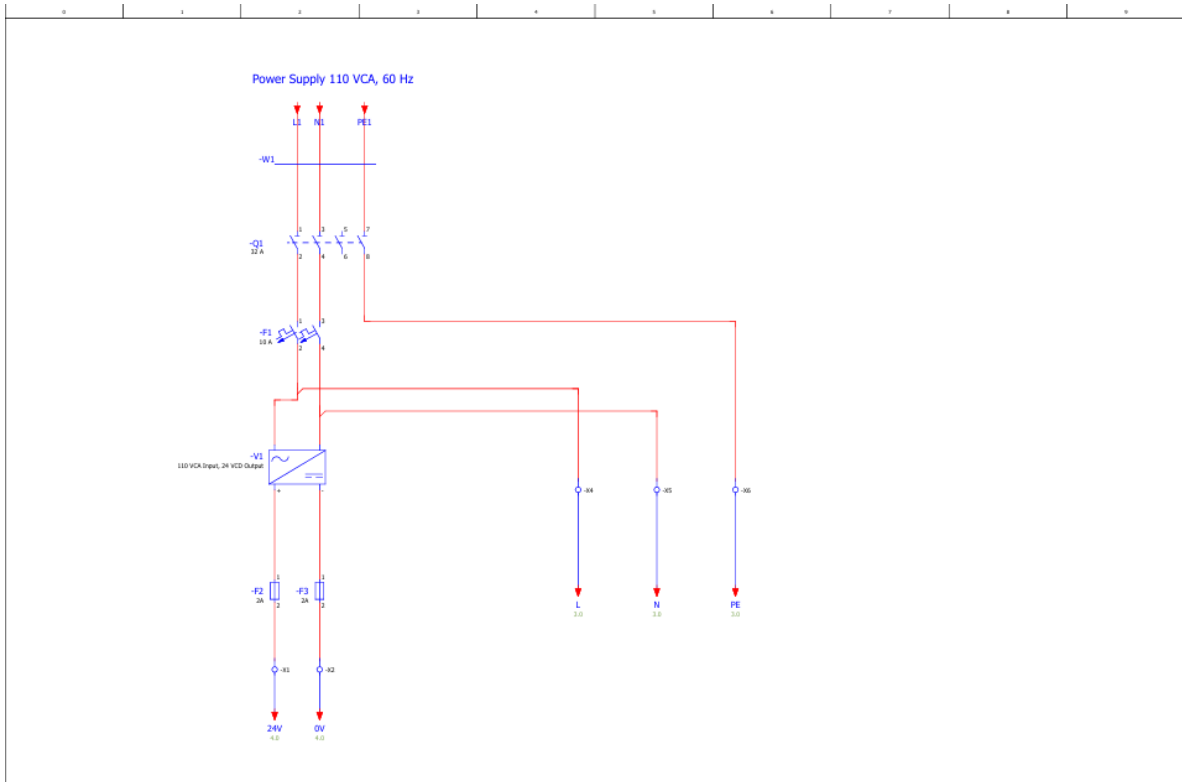 0 1 2 3 4 5 6 7 8 9
Power Supply 110 VCA, 60 Hz
L1 N1 PE1
-W1
1 3 5 7
-Q1
32 A
2 4 6 8
1 3
-F1
10 A
2 4
-V1
110 VCA Input, 24 VCD Output
+ -
-X4 -X5 -X6
1 1
-F2 -F3
2A
2 2
L N PE
3.0 3.0 3.0
-X1 -X2
24V 0V
4.0 4.0